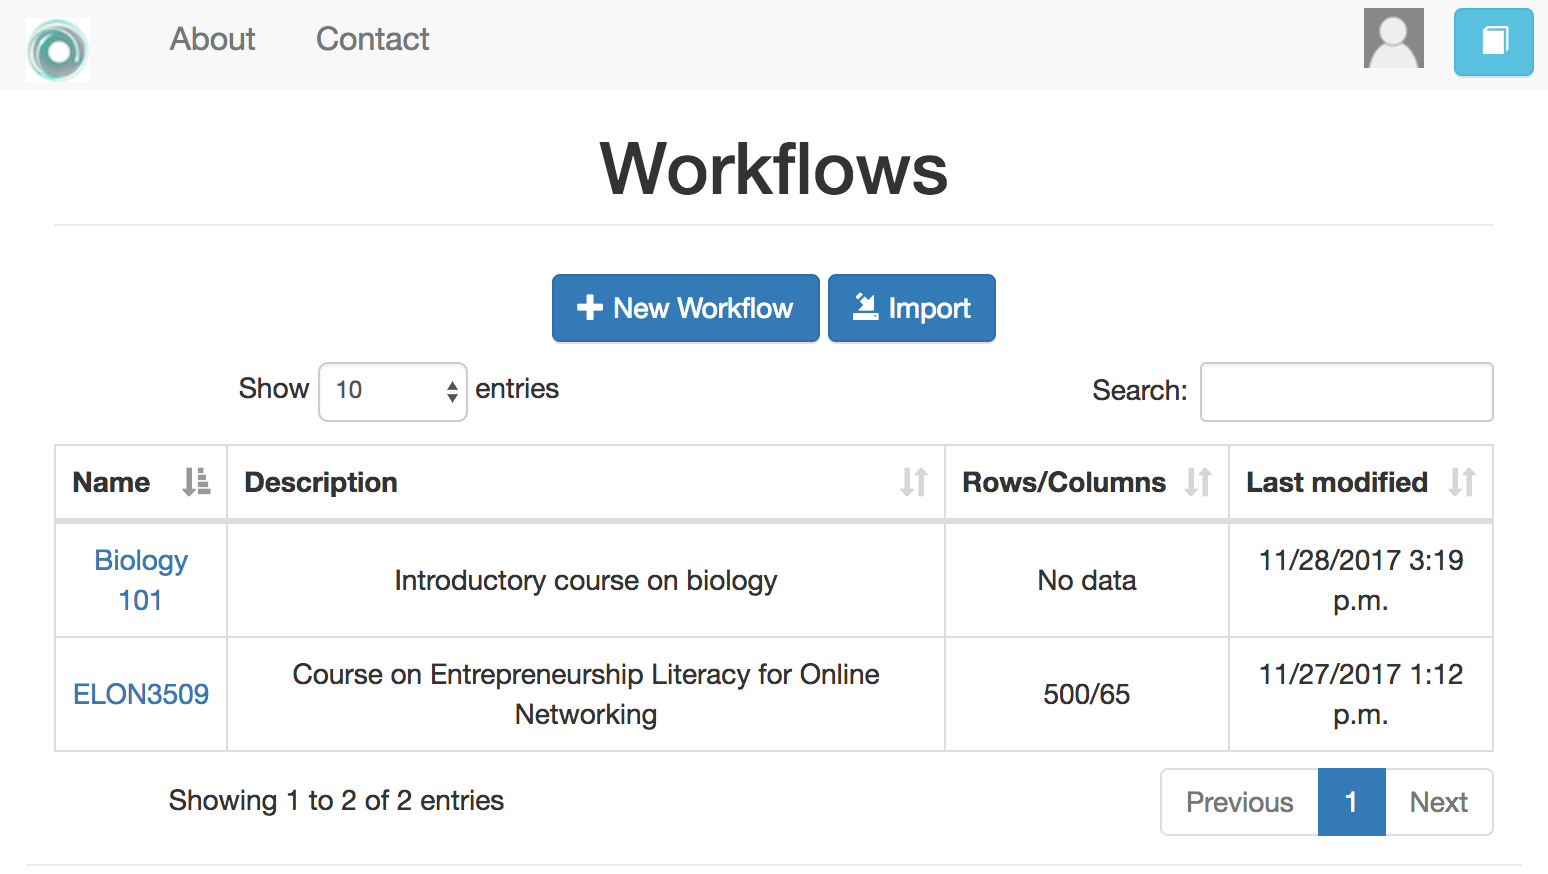 About Contact
Workflows
New Workflow Import
Show 10 entries Search:
Name Description Rows/Columns Last modified
Biology
101
Introductory course on biology
No data
11/28/2017 3:19
p.m.
ELON3509
Course on Entrepreneurship Literacy for Online
Networking
500/65
11/27/2017 1:12
p.m.
Showing 1 to 2 of 2 entries
Previous 1 Next